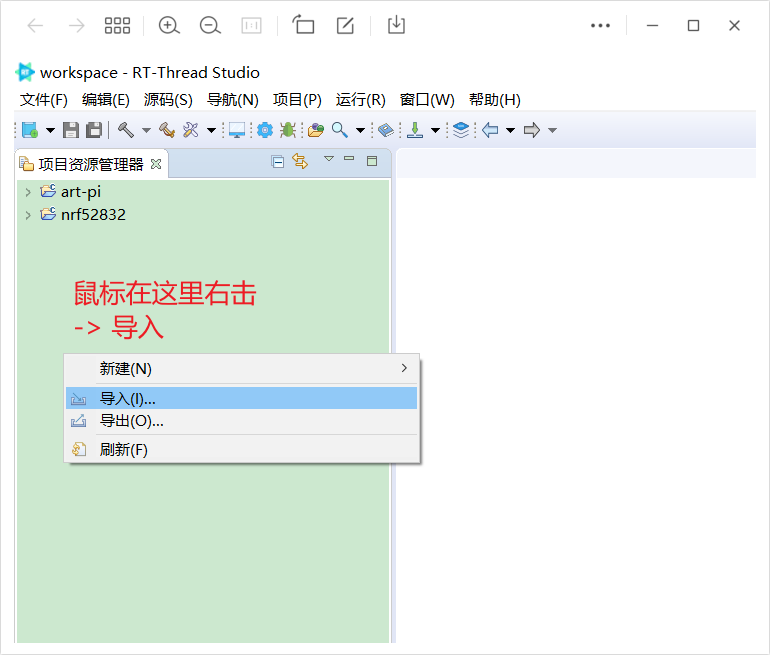 workspace - RT-Thread Studio
文件(F) 编辑(E) 源码(S) 导航(N) 项目(P) 运行(R) 窗口(W) 帮助(H)
项目资源管理器
art-pi
nrf52832
鼠标在这里右击
-> 导入
新建(N)
导入(I)...
导出(O)...
刷新(F)